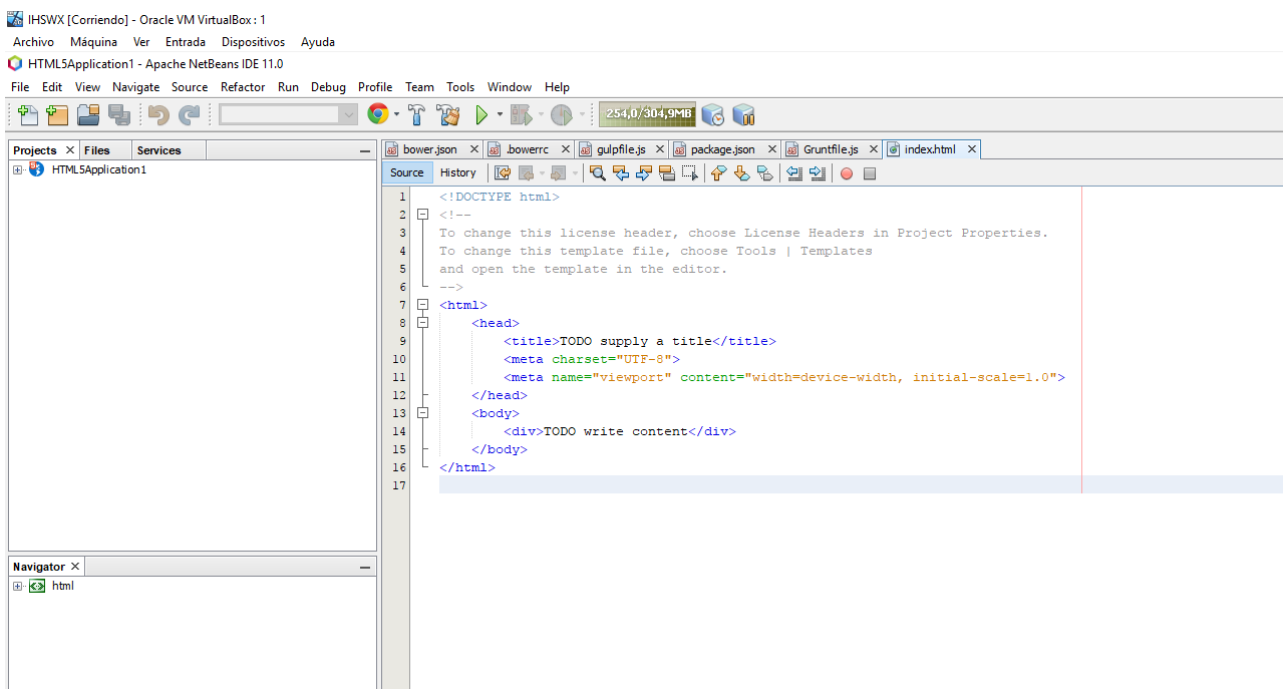 IHSWX [Corriendo] - Oracle VM VirtualBox : 1
Archivo Máquina Ver Entrada Dispositivos Ayuda
HTML5Application1 - Apache NetBeans IDE 11.0
File Edit View Navigate Source Refactor Run Debug Profile Team Tools Window Help
254,0/304,9MB
Projects Files Services
HTML5Application1
bower.json .bowerrc gulpfile.js package.json Gruntfile.js index.html
Source History
1 <!DOCTYPE html>
2 <!--
3 To change this license header, choose License Headers in Project Properties.
4 To change this template file, choose Tools | Templates
5 and open the template in the editor.
6 -->
7 <html>
8 <head>
9 <title>TODO supply a title</title>
10 <meta charset="UTF-8">
11 <meta name="viewport" content="width=device-width, initial-scale=1.0">
12 </head>
13 <body>
14 <div>TODO write content</div>
15 </body>
16 </html>
17
Navigator
html